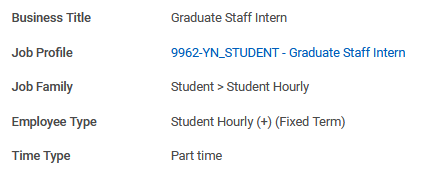 Business Title Graduate Staff Intern
Job Profile 9962-YN_STUDENT - Graduate Staff Intern
Job Family Student > Student Hourly
Employee Type Student Hourly (+) (Fixed Term)
Time Type Part time